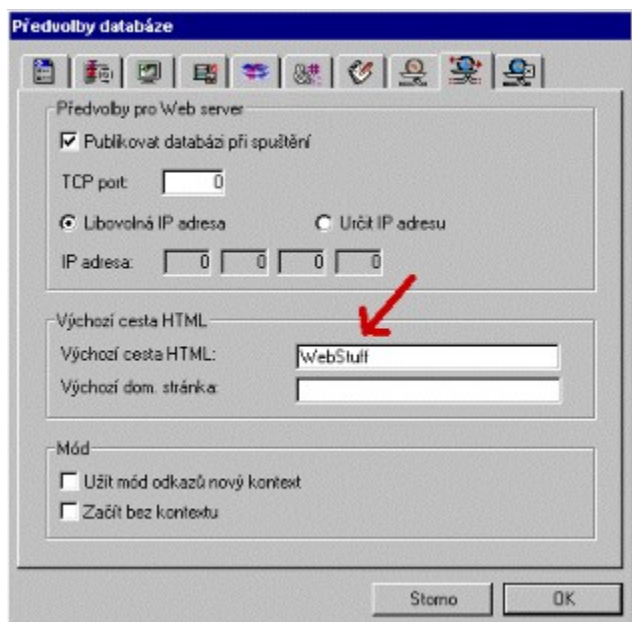 Předvolby databáze
Předvolby pro Web server
Publikovat databázi při spuštění
TCP port: 0
Libovolná IP adresa Určit IP adresu
IP adresa: 0 0 0 0
Výchozí cesta HTML
Výchozí cesta HTML: WebStuff
Výchozí dom. stránka:
Mód
Užít mód odkazů nový kontext
Začít bez kontextu
Storno OK